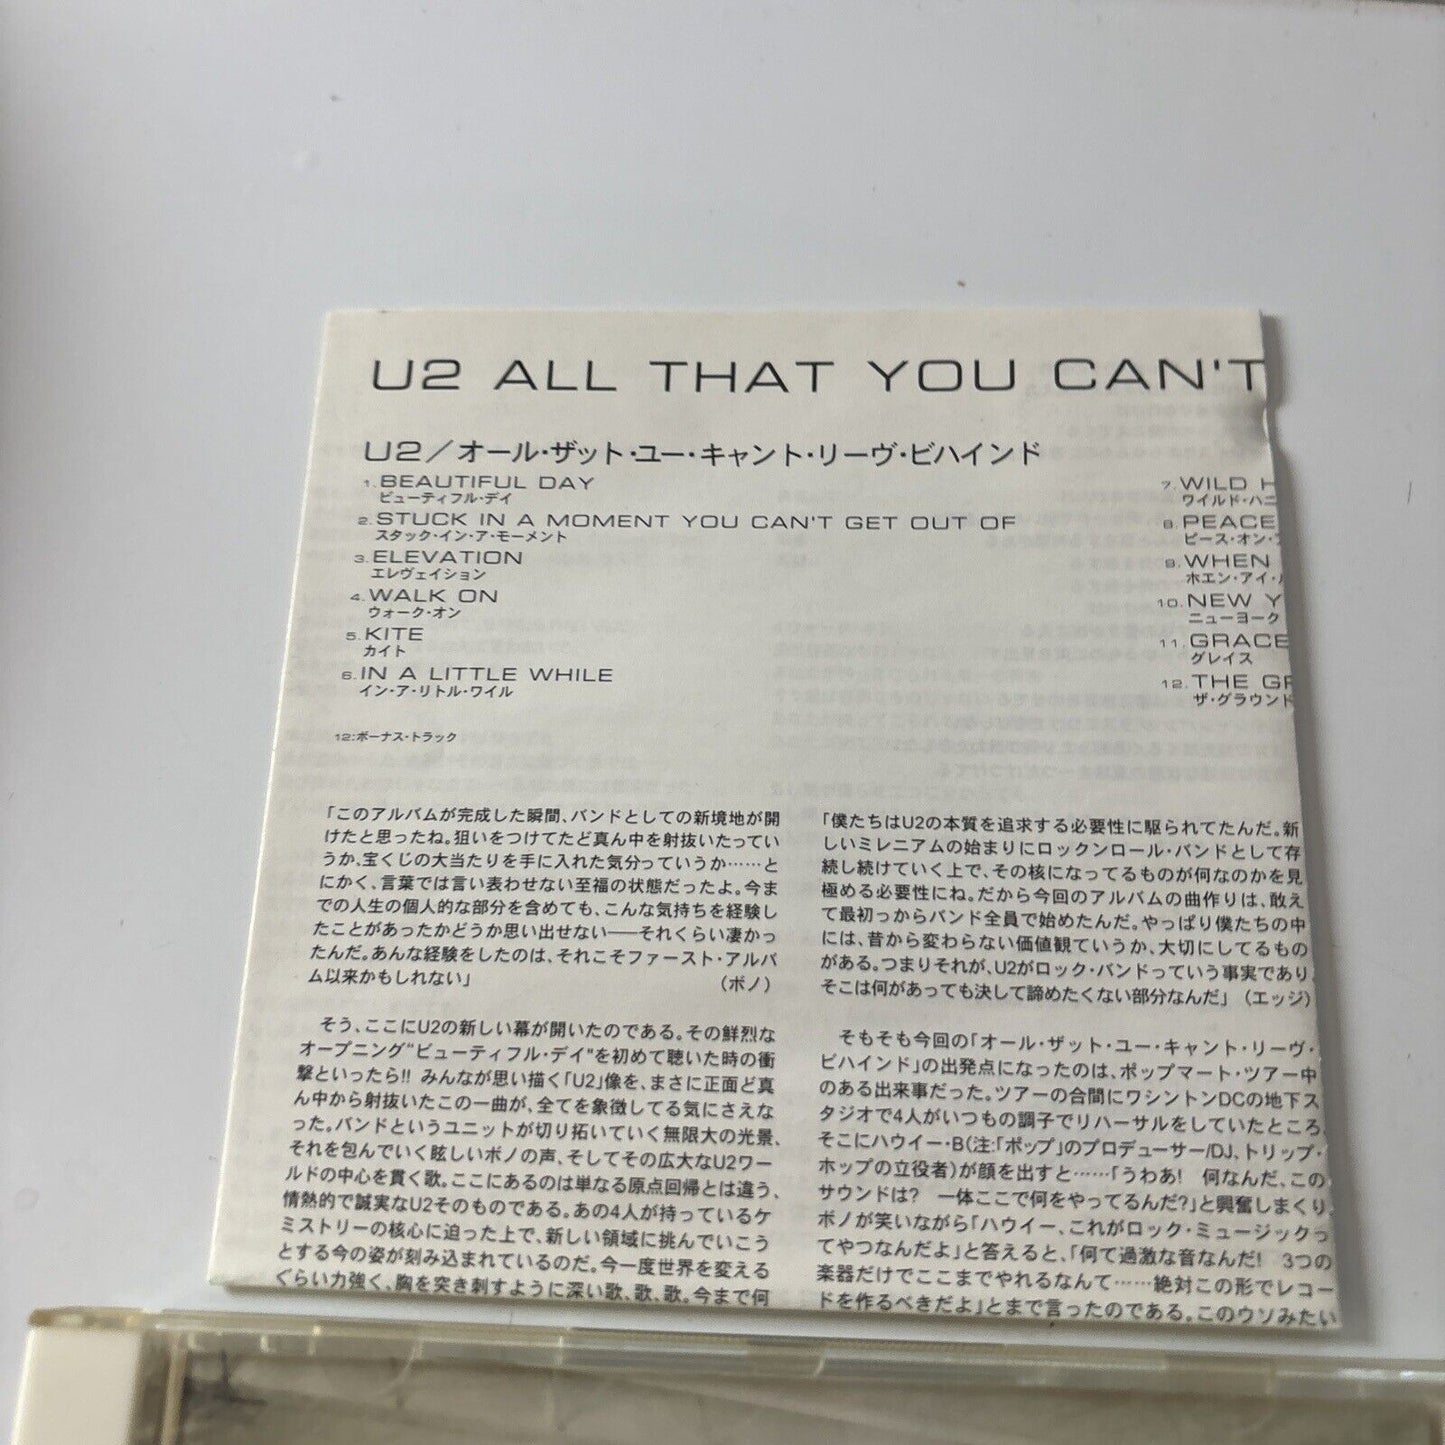 U2 ALL THAT YOU CAN'T
U2／オール・ザット・ユー・キャント・リーヴ・ビハインド
1. BEAUTIFUL DAY
ビューティフル・デイ
2. STUCK IN A MOMENT YOU CAN'T GET OUT OF
スタック・イン・ア・モーメント
3. ELEVATION
エレヴェイション
4. WALK ON
ウォーク・オン
5. KITE
カイト
6. IN A LITTLE WHILE
イン・ア・リトル・ワイル
7. WILD H
ワイルド・ハニ
8. PEACE
ピース・オン・
9. WHEN
ホエン・アイ・
10. NEW Y
ニューヨーク
11. GRACE
グレイス
12. THE GR
ザ・グラウンド
12:ボーナス・トラック
「このアルバムが完成した瞬間、バンドとしての新境地が開
けたと思ったね。狙いをつけてたど真ん中を射抜いたってい
うか、宝くじの大当たりを手に入れた気分っていうか……と
にかく、言葉では言い表わせない至福の状態だったよ。今ま
での人生の個人的な部分を含めても、こんな気持ちを経験し
たことがあったかどうか思い出せない――それくらい凄かっ
たんだ。あんな経験をしたのは、それこそファースト・アルバ
ム以来かもしれない」 （ボノ）
そう、ここにU2の新しい幕が開いたのである。その鮮烈な
オープニング“ビューティフル・デイ”を初めて聴いた時の衝
撃といったら!! みんなが思い描く「U2」像を、まさに正面ど真
ん中から射抜いたこの一曲が、全てを象徴してる気にさえな
った。バンドというユニットが切り拓いていく無限大の光景、
それを包んでいく眩しいボノの声、そしてその広大なU2ワー
ルドの中心を貫く歌。ここにあるのは単なる原点回帰とは違う、
情熱的で誠実なU2そのものである。あの4人が持っているケ
ミストリーの核心に迫った上で、新しい領域に挑んでいこう
とする今の姿が刻み込まれているのだ。今一度世界を変える
ぐらい力強く、胸を突き刺すように深い歌、歌、歌。今まで何
「僕たちはU2の本質を追求する必要性に駆られてたんだ。新
しいミレニアムの始まりにロックンロール・バンドとして存
続し続けていく上で、その核になってるものが何なのかを見
極める必要性にね。だから今回のアルバムの曲作りは、敢え
て最初っからバンド全員で始めたんだ。やっぱり僕たちの中
には、昔から変わらない価値観ていうか、大切にしてるもの
がある。つまりそれが、U2がロック・バンドっていう事実であり、
そこは何があっても決して諦めたくない部分なんだ」（エッジ）
そもそも今回の「オール・ザット・ユー・キャント・リーヴ・
ビハインド」の出発点になったのは、ポップマート・ツアー中
のある出来事だった。ツアーの合間にワシントンDCの地下ス
タジオで4人がいつもの調子でリハーサルをしていたところ、
そこにハウイー・B(注:「ポップ」のプロデューサー/DJ、トリップ・
ホップの立役者)が顔を出すと……「うわあ! 何なんだ、この
サウンドは? 一体ここで何をやってるんだ?」と興奮しまくり。
ボノが笑いながら「ハウイー、これがロック・ミュージックっ
てやつなんだよ」と答えると、「何て過激な音なんだ! 3つの
楽器だけでここまでやれるなんて……絶対この形でレコー
ドを作るべきだよ」とまで言ったのである。このウソみたい